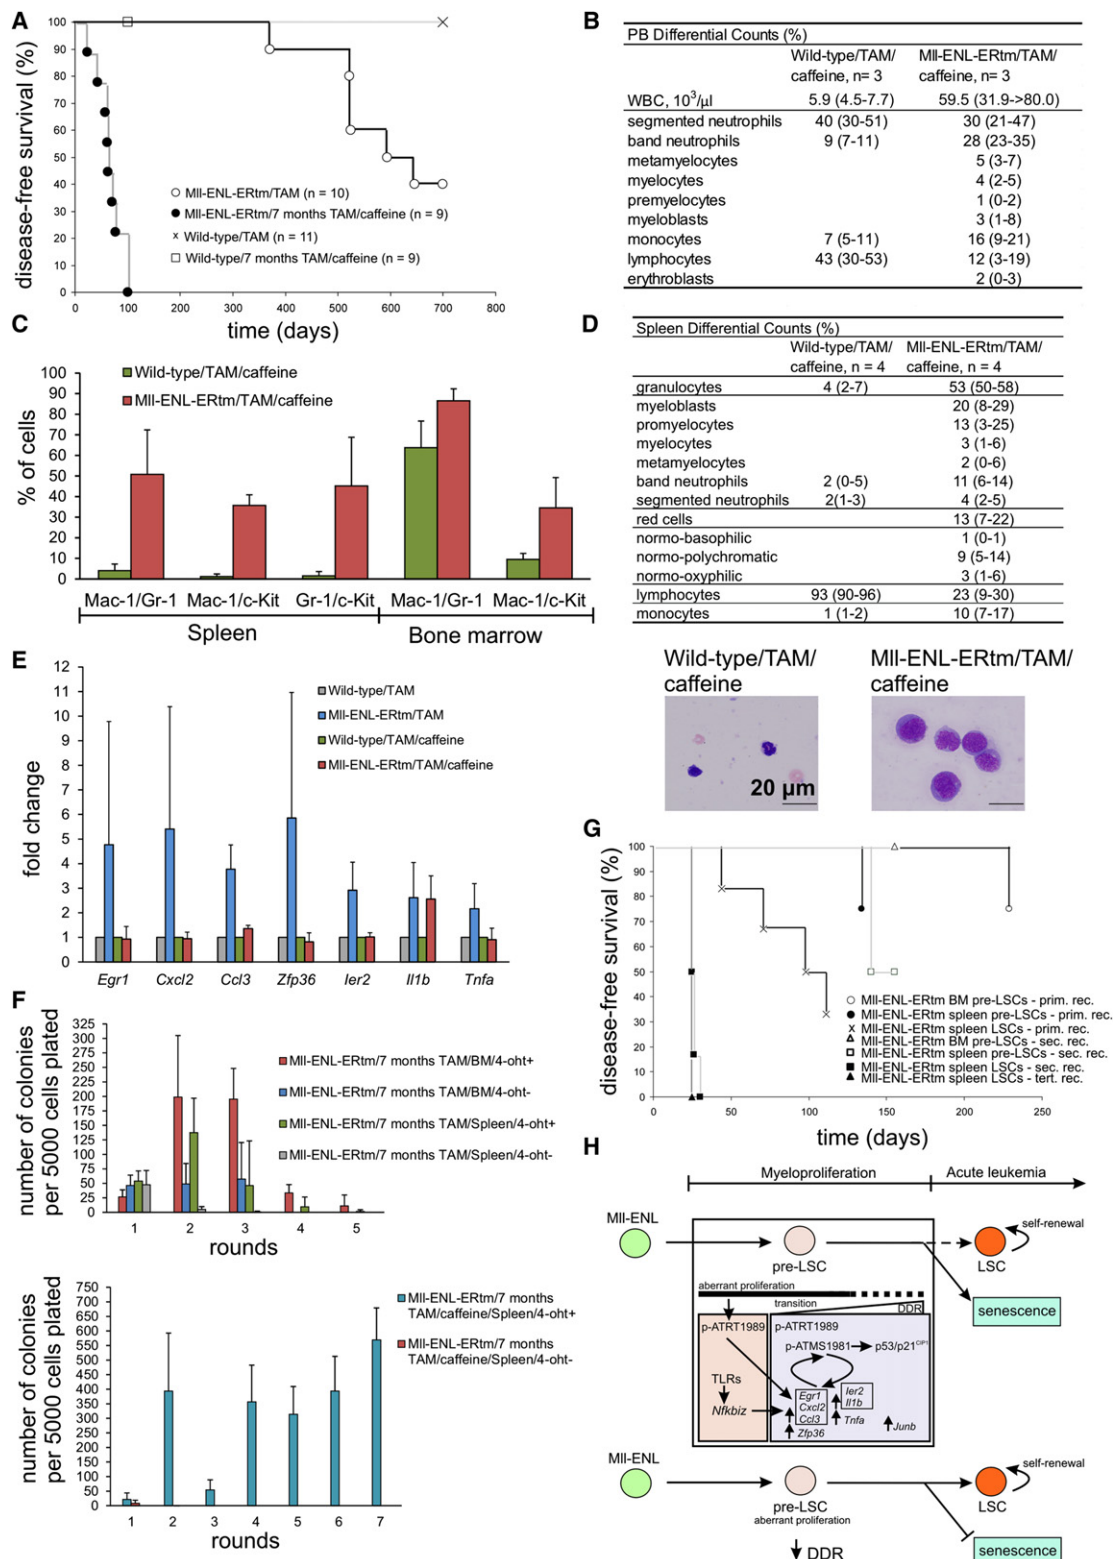 A
disease-free survival (%)
100
90
80
70
60
50
40
30
20
10
0
0 100 200 300 400 500 600 700 800
time (days)
Mll-ENL-ERtm/TAM (n = 10)
Mll-ENL-ERtm/7 months TAM/caffeine (n = 9)
Wild-type/TAM (n = 11)
Wild-type/7 months TAM/caffeine (n = 9)
B
PB Differential Counts (%)
Wild-type/TAM/ Mll-ENL-ERtm/TAM/
caffeine, n= 3 caffeine, n= 3
WBC, 10³/µl 5.9 (4.5-7.7) 59.5 (31.9->80.0)
segmented neutrophils 40 (30-51) 30 (21-47)
band neutrophils 9 (7-11) 28 (23-35)
metamyelocytes 5 (3-7)
myelocytes 4 (2-5)
premyelocytes 1 (0-2)
myeloblasts 3 (1-8)
monocytes 7 (5-11) 16 (9-21)
lymphocytes 43 (30-53) 12 (3-19)
erythroblasts 2 (0-3)
C
% of cells
100
90
80
70
60
50
40
30
20
10
0
Wild-type/TAM/caffeine
Mll-ENL-ERtm/TAM/caffeine
Mac-1/Gr-1 Mac-1/c-Kit Gr-1/c-Kit Mac-1/Gr-1 Mac-1/c-Kit
Spleen Bone marrow
D
Spleen Differential Counts (%)
Wild-type/TAM/ Mll-ENL-ERtm/TAM/
caffeine, n = 4 caffeine, n = 4
granulocytes 4 (2-7) 53 (50-58)
myeloblasts 20 (8-29)
promyelocytes 13 (3-25)
myelocytes 3 (1-6)
metamyelocytes 2 (0-6)
band neutrophils 2 (0-5) 11 (6-14)
segmented neutrophils 2(1-3) 4 (2-5)
red cells 13 (7-22)
normo-basophilic 1 (0-1)
normo-polychromatic 9 (5-14)
normo-oxyphilic 3 (1-6)
lymphocytes 93 (90-96) 23 (9-30)
monocytes 1 (1-2) 10 (7-17)
Wild-type/TAM/ Mll-ENL-ERtm/TAM/
caffeine caffeine
20 µm
E
fold change
12
11
10
9
8
7
6
5
4
3
2
1
0
Wild-type/TAM
Mll-ENL-ERtm/TAM
Wild-type/TAM/caffeine
Mll-ENL-ERtm/TAM/caffeine
Egr1 Cxcl2 Ccl3 Zfp36 Ier2 Il1b Tnfa
F
number of colonies
per 5000 cells plated
325
300
275
250
225
200
175
150
125
100
75
50
25
0
Mll-ENL-ERtm/7 months TAM/BM/4-oht+
Mll-ENL-ERtm/7 months TAM/BM/4-oht-
Mll-ENL-ERtm/7 months TAM/Spleen/4-oht+
Mll-ENL-ERtm/7 months TAM/Spleen/4-oht-
1 2 3 4 5
rounds
number of colonies
per 5000 cells plated
750
700
650
600
550
500
450
400
350
300
250
200
150
100
50
0
Mll-ENL-ERtm/7 months
TAM/caffeine/Spleen/4-oht+
Mll-ENL-ERtm/7 months
TAM/caffeine/Spleen/4-oht-
1 2 3 4 5 6 7
rounds
G
disease-free survival (%)
100
90
80
70
60
50
40
30
20
10
0
0 50 100 150 200 250
time (days)
Mll-ENL-ERtm BM pre-LSCs - prim. rec.
Mll-ENL-ERtm spleen pre-LSCs - prim. rec.
Mll-ENL-ERtm spleen LSCs - prim. rec.
Mll-ENL-ERtm BM pre-LSCs - sec. rec.
Mll-ENL-ERtm spleen pre-LSCs - sec. rec.
Mll-ENL-ERtm spleen LSCs - sec. rec.
Mll-ENL-ERtm spleen LSCs - tert. rec.
H
Myeloproliferation Acute leukemia
Mll-ENL
pre-LSC
LSC
self-renewal
senescence
aberrant proliferation
transition
DDR
p-ATRT1989
TLRs
Nfkbiz
p-ATRT1989
p-ATMS1981 p53/p21CIP1
Egr1
Cxcl2
Ccl3
Zfp36
Ier2
Il1b
Tnfa
Junb
Mll-ENL
pre-LSC
aberrant proliferation
DDR
LSC
self-renewal
senescence